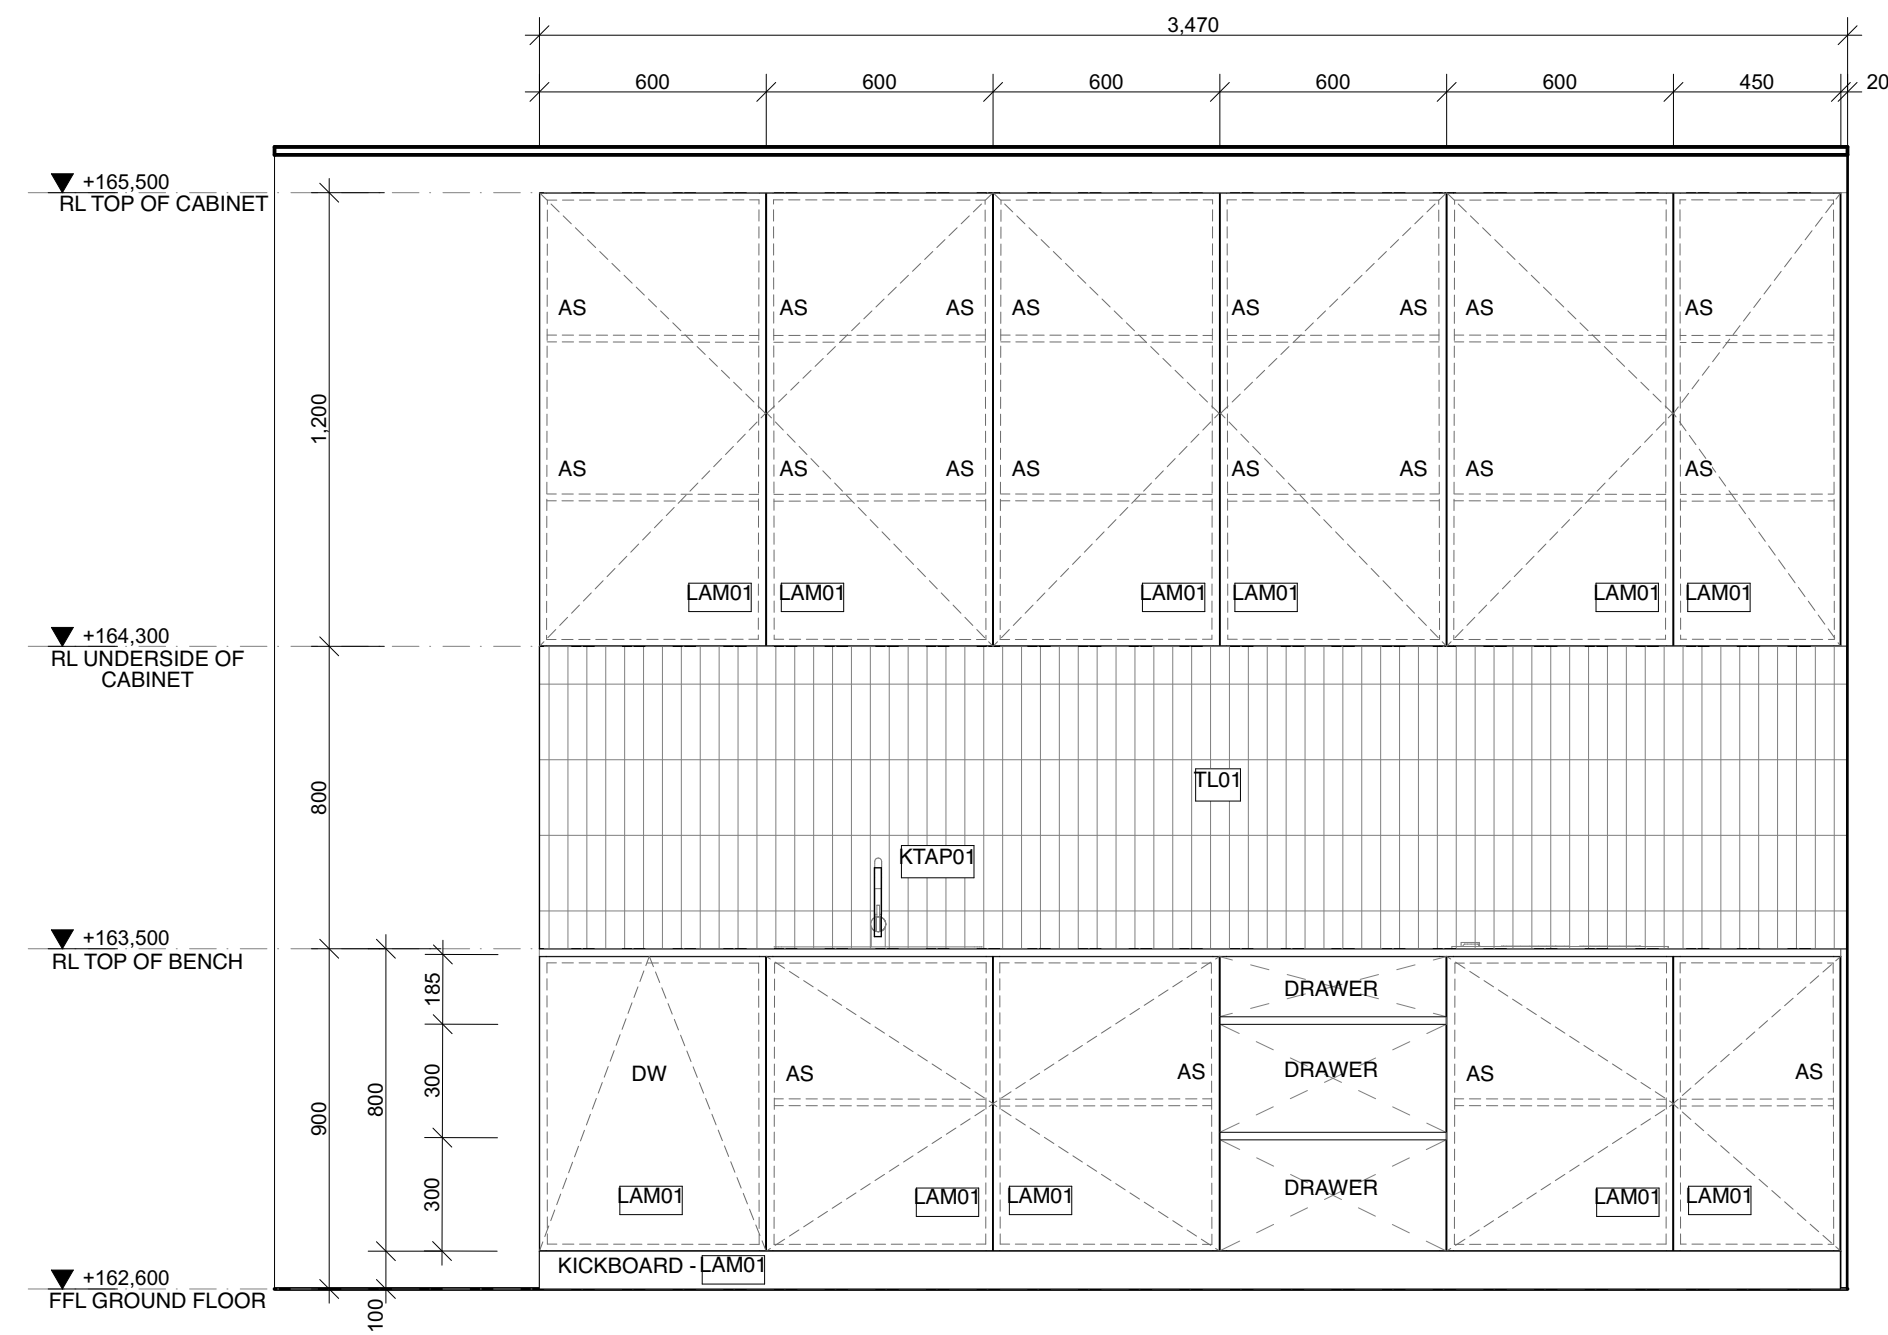 3,470
600 600 600 600 600 450 20
+165,500
RL TOP OF CABINET
AS AS AS AS AS AS AS AS
1,200
AS AS AS AS AS AS AS AS
LAM01 LAM01 LAM01 LAM01 LAM01 LAM01
+164,300
RL UNDERSIDE OF
CABINET
TL01
800
KTAP01
+163,500
RL TOP OF BENCH
185
DRAWER
DW AS AS DRAWER AS AS
300
800
900
LAM01 LAM01 LAM01 DRAWER LAM01 LAM01
300
KICKBOARD - LAM01
+162,600
FFL GROUND FLOOR
100